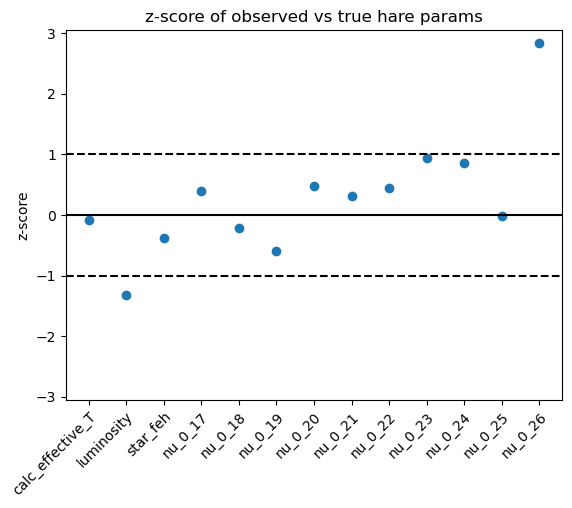 z-score of observed vs true hare params
3
2
1
0
−1
−2
−3
z-score
calc_effective_T
luminosity
star_feh
nu_0_17
nu_0_18
nu_0_19
nu_0_20
nu_0_21
nu_0_22
nu_0_23
nu_0_24
nu_0_25
nu_0_26